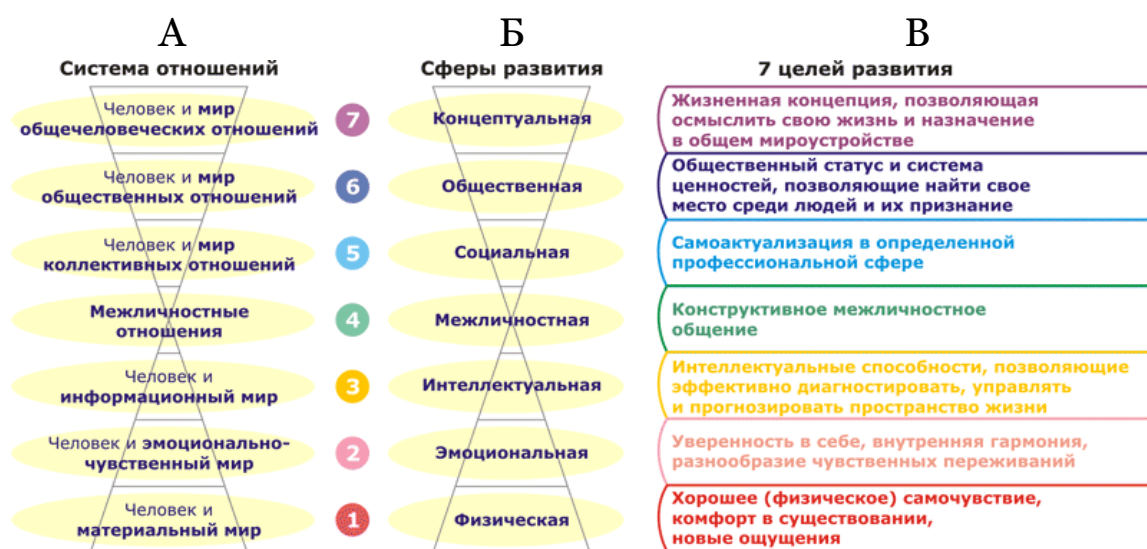 А
Б
В
Система отношений
Сферы развития
7 целей развития
Человек и мир
общечеловеческих отношений
7
Концептуальная
Жизненная концепция, позволяющая
осмыслить свою жизнь и назначение
в общем мироустройстве
Человек и мир
общественных отношений
6
Общественная
Общественный статус и система
ценностей, позволяющие найти свое
место среди людей и их признание
Человек и мир
коллективных отношений
5
Социальная
Самоактуализация в определенной
профессиональной сфере
Межличностные
отношения
4
Межличностная
Конструктивное межличностное
общение
Человек и
информационный мир
3
Интеллектуальная
Интеллектуальные способности, позволяющие
эффективно диагностировать, управлять
и прогнозировать пространство жизни
Человек и эмоционально-
чувственный мир
2
Эмоциональная
Уверенность в себе, внутренняя гармония,
разнообразие чувственных переживаний
Человек и
материальный мир
1
Физическая
Хорошее (физическое) самочувствие,
комфорт в существовании,
новые ощущения